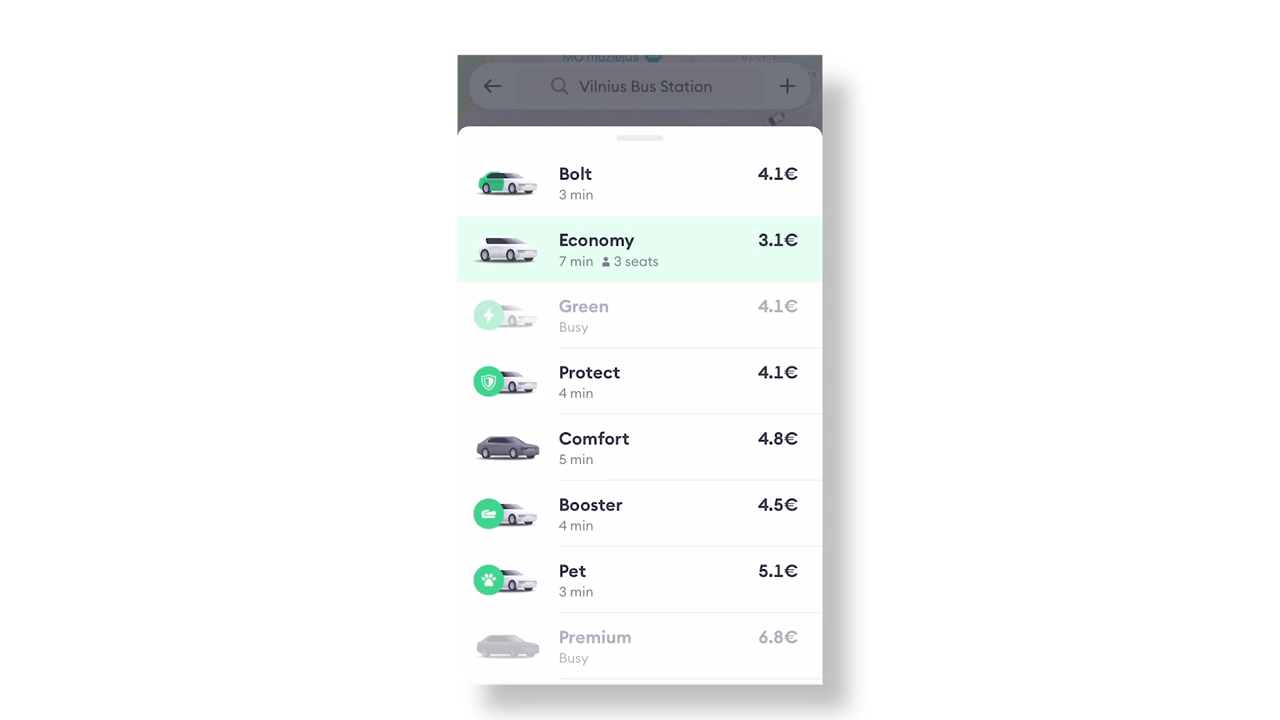 MO muziejus
Vilnius Bus Station
Bolt 4.1€
3 min
Economy 3.1€
7 min 3 seats
Green 4.1€
Busy
Protect 4.1€
4 min
Comfort 4.8€
5 min
Booster 4.5€
4 min
Pet 5.1€
3 min
Premium 6.8€
Busy